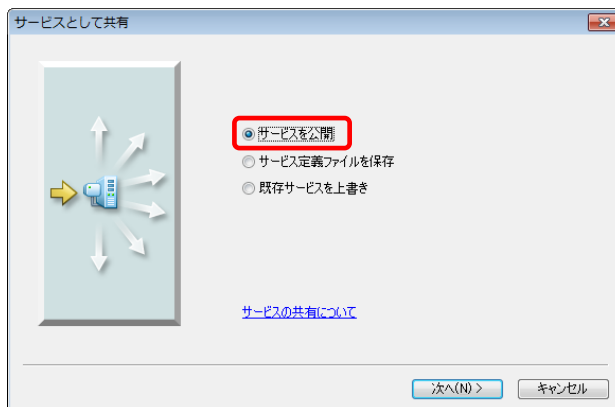 サービスとして共有
サービスを公開
サービス定義ファイルを保存
既存サービスを上書き
サービスの共有について
次へ(N) >
キャンセル